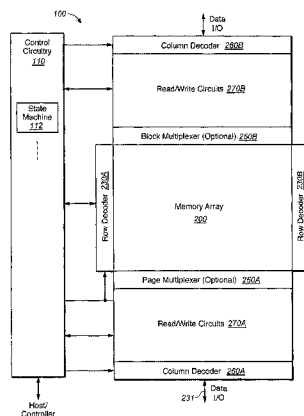 100
Data
I/O
Control
Circuitry
110
State
Machine
112
Column Decoder 260B
Read/Write Circuits 270B
Block Multiplexer (Optional) 250B
Row Decoder 230A
Memory Array
200
Row Decoder 230B
Page Multiplexer (Optional) 250A
Read/Write Circuits 270A
Column Decoder 260A
Host/
Controller
231
Data
I/O